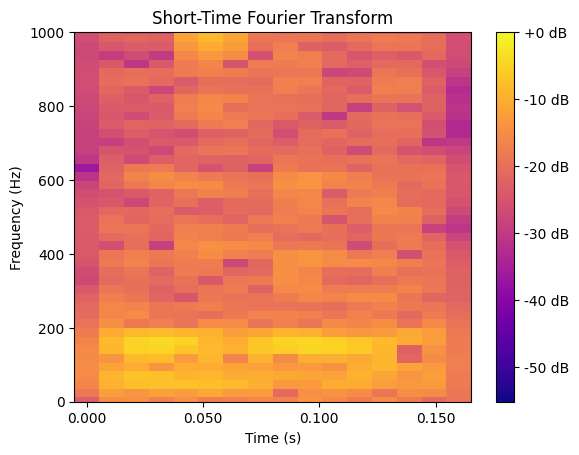 Short-Time Fourier Transform
Frequency (Hz)
1000
800
600
400
200
0
0.000
0.050
0.100
0.150
Time (s)
+0 dB
-10 dB
-20 dB
-30 dB
-40 dB
-50 dB